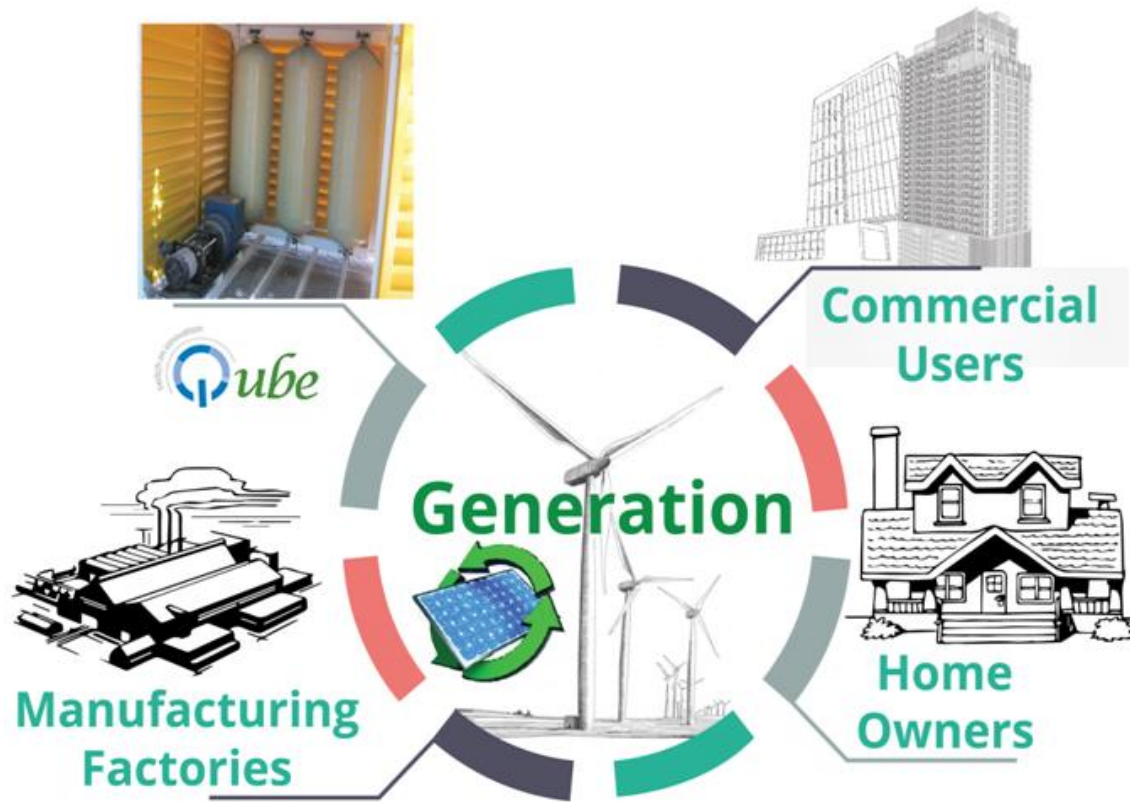 Commercial
Users
Qube
Generation
Manufacturing
Factories
Home
Owners